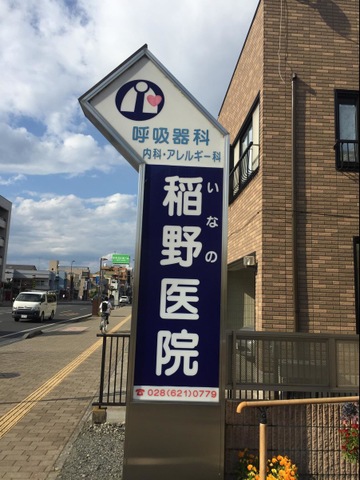 呼吸器科
内科・アレルギー科
いなの
稲野医院
☎028(621)0779